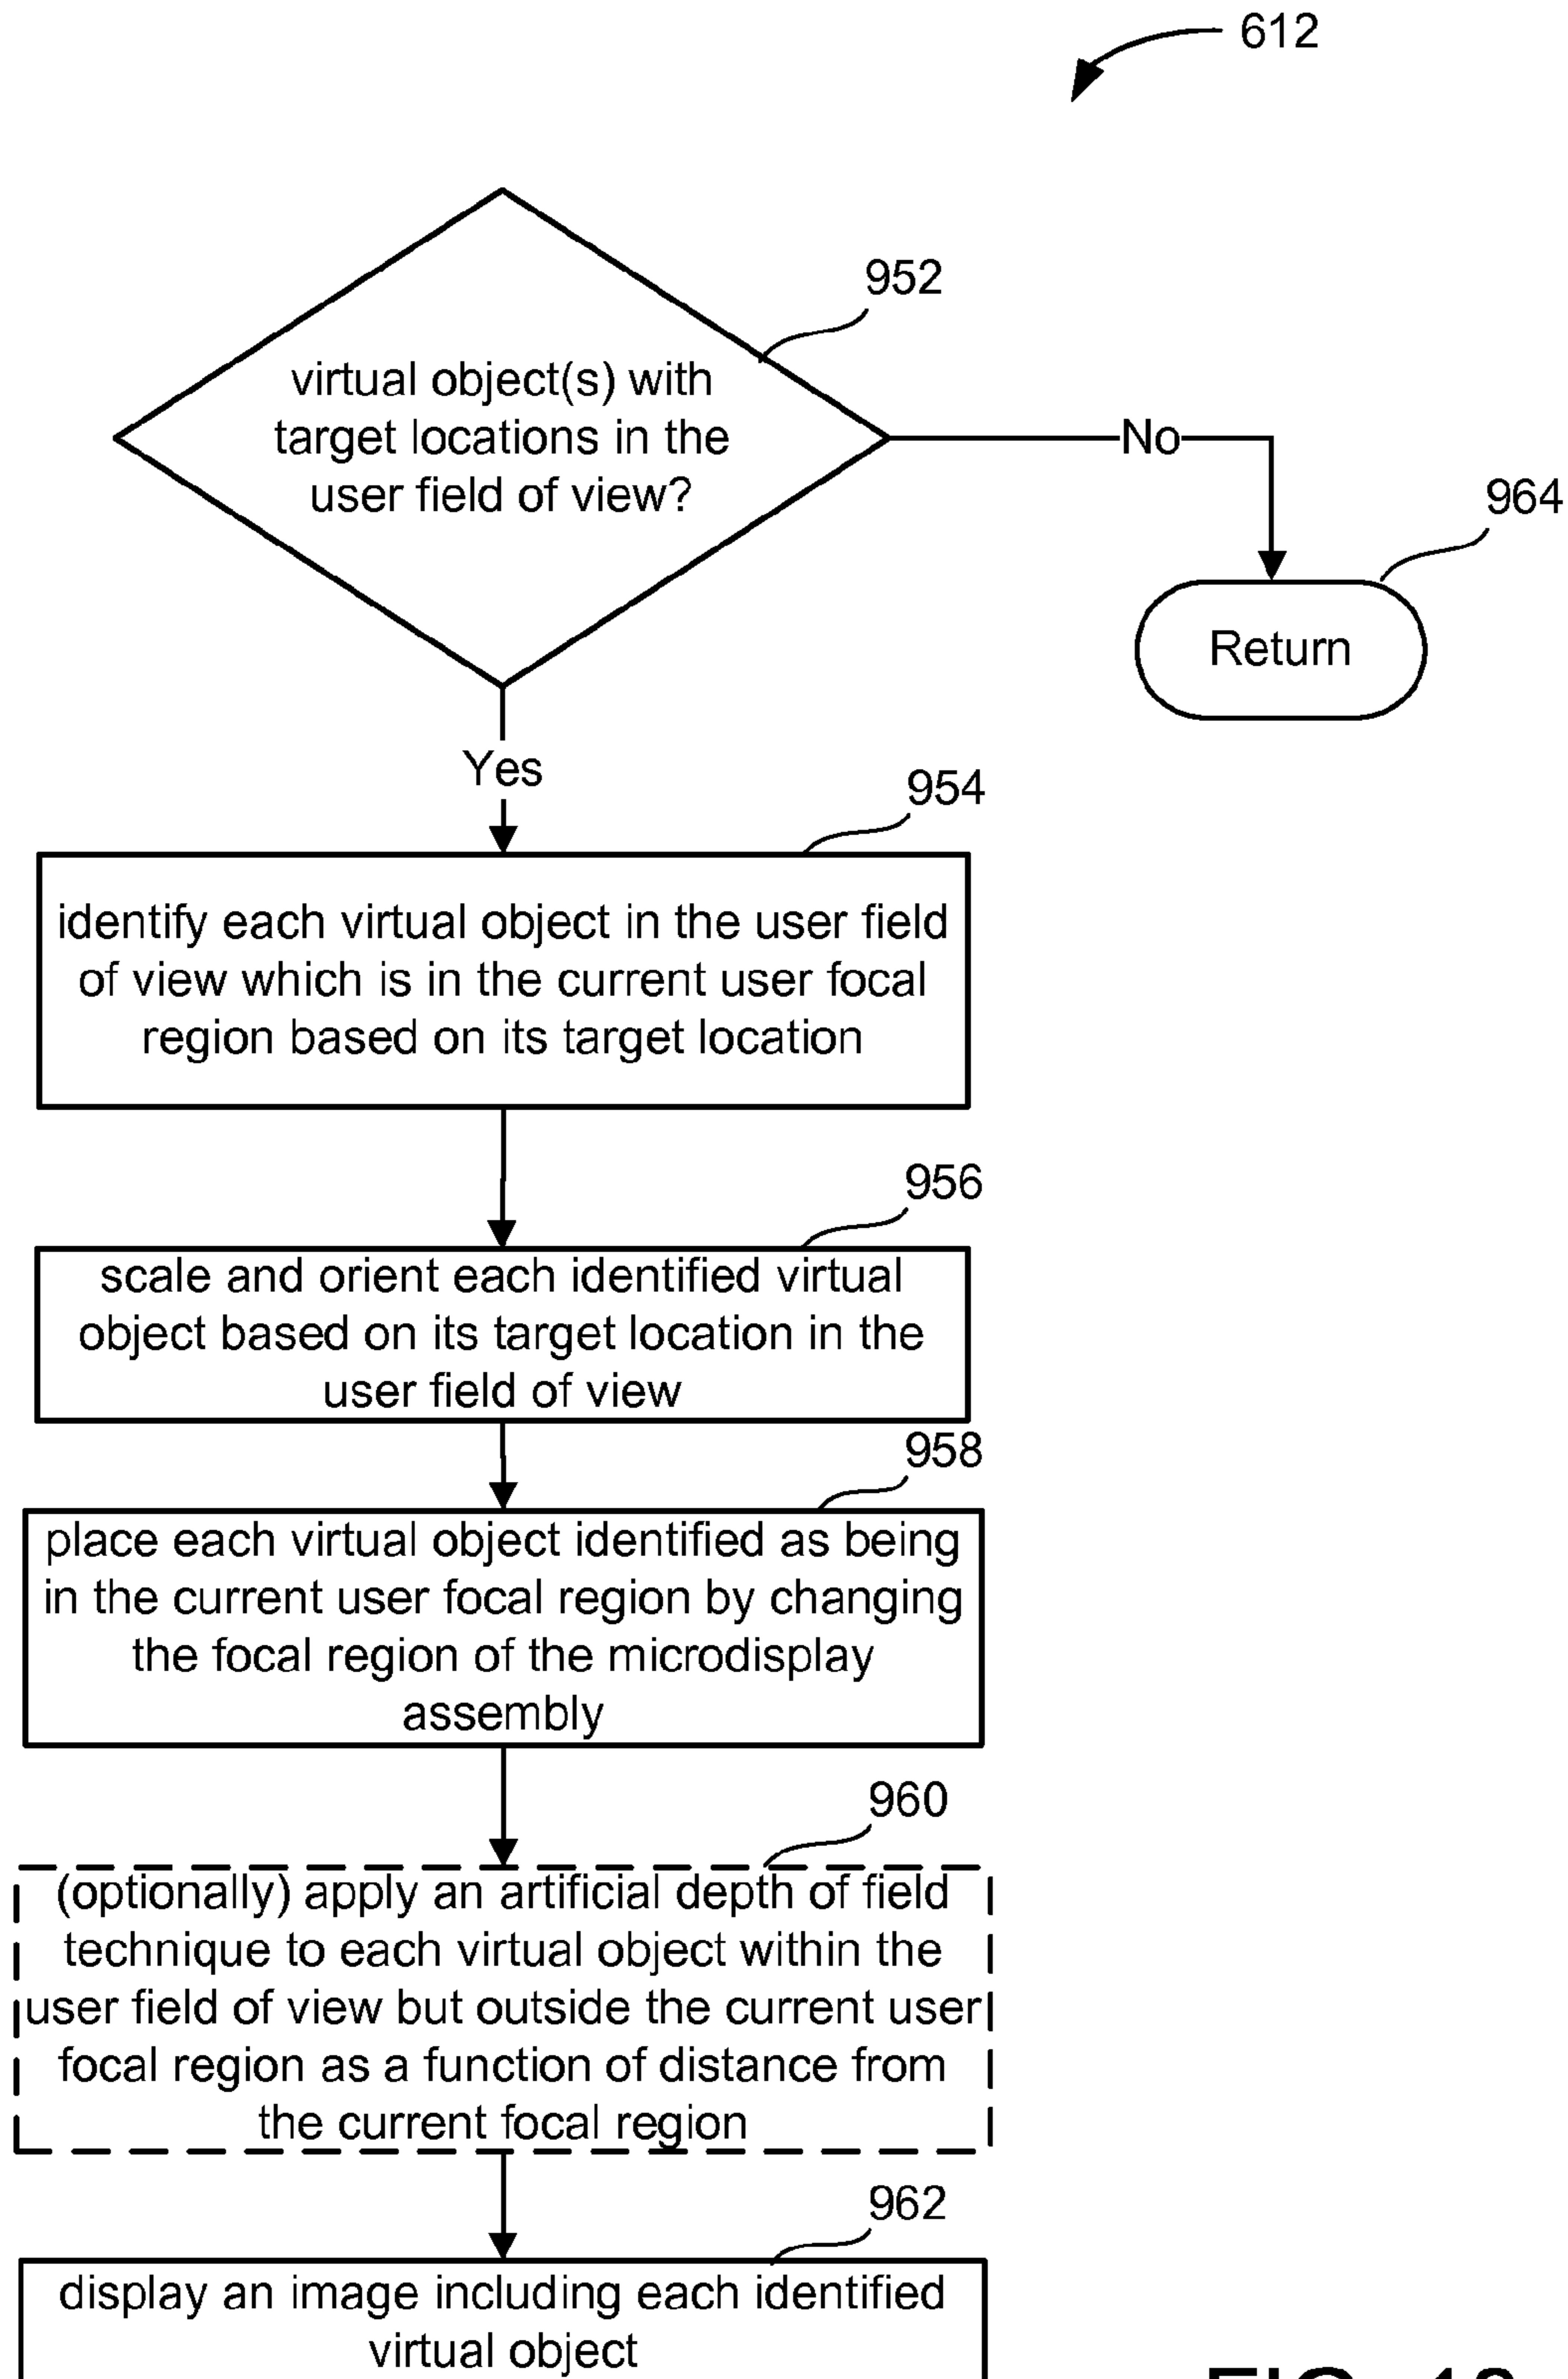 612
952
virtual object(s) with
target locations in the
user field of view?
No
964
Return
Yes
954
identify each virtual object in the user field
of view which is in the current user focal
region based on its target location
956
scale and orient each identified virtual
object based on its target location in the
user field of view
958
place each virtual object identified as being
in the current user focal region by changing
the focal region of the microdisplay
assembly
960
(optionally) apply an artificial depth of field
technique to each virtual object within the
user field of view but outside the current user
focal region as a function of distance from
the current focal region
962
display an image including each identified
virtual object
FIG.